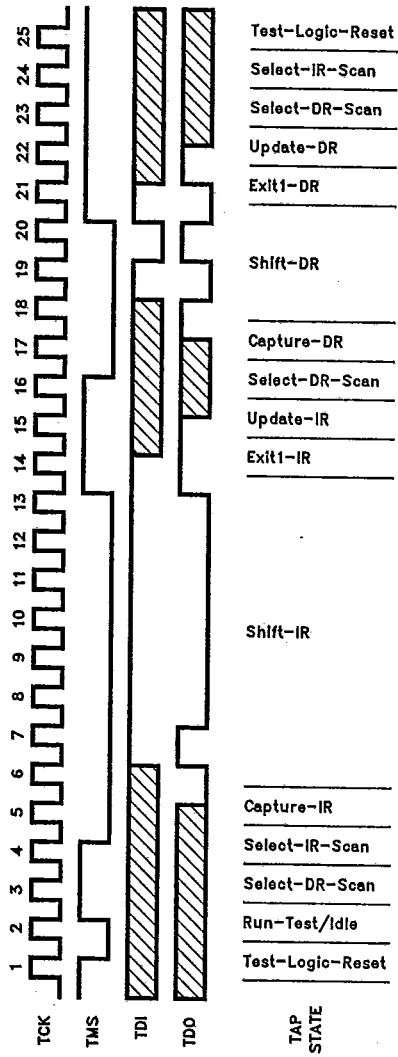 1 2 3 4 5 6 7 8 9 10 11 12 13 14 15 16 17 18 19 20 21 22 23 24 25
TCK
TMS
TDI
TDO
TAP
STATE
Test-Logic-Reset
Run-Test/Idle
Select-DR-Scan
Select-IR-Scan
Capture-IR
Shift-IR
Exit1-IR
Update-IR
Select-DR-Scan
Capture-DR
Shift-DR
Exit1-DR
Update-DR
Select-DR-Scan
Select-IR-Scan
Test-Logic-Reset